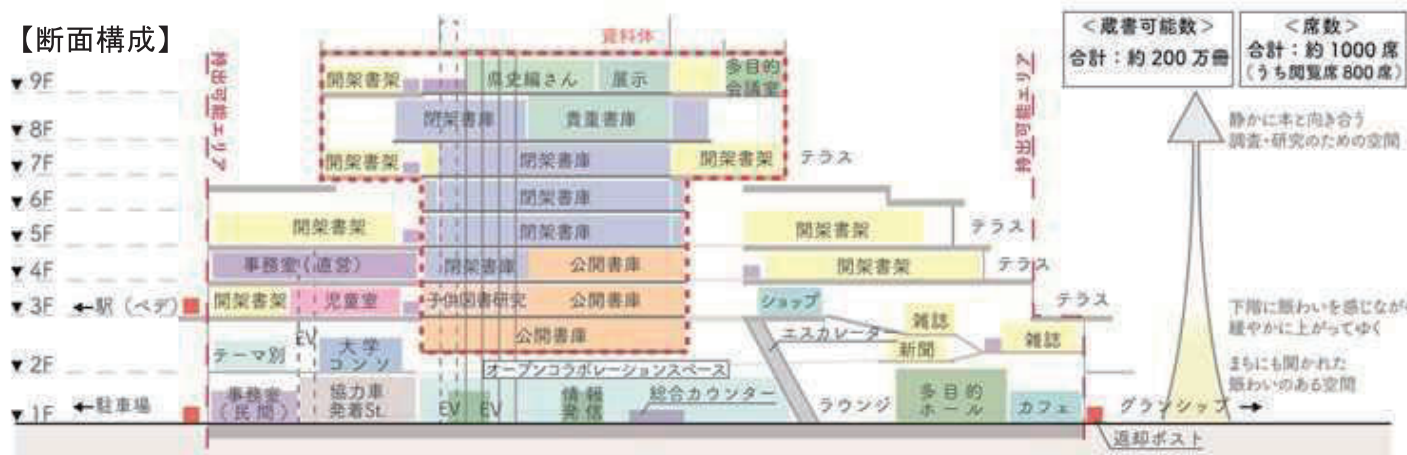 【断面構成】
資料体
＜蔵書可能数＞
合計：約200万冊
＜席数＞
合計：約1000席
（うち閲覧席800席）
持出可能エリア
持出可能エリア
▼9F
開架書架
県史編さん
展示
多目的
会議室
▼8F
閉架書庫
貴重書庫
静かに本と向き合う
調査・研究のための空間
▼7F
開架書架
閉架書庫
開架書架
テラス
▼6F
閉架書庫
▼5F
開架書架
閉架書庫
開架書架
テラス
▼4F
事務室（直営）
閉架書庫
公開書庫
開架書架
テラス
▼3F
←駅（ペデ）
開架書架
児童室
子供図書研究
公開書庫
ショップ
テラス
下階に賑わいを感じなが
緩やかに上がってゆく
EV
公開書庫
エスカレーター
雑誌
新聞
雑誌
▼2F
テーマ別
大学
コンソ
オープンコラボレーションスペース
まちにも開かれた
賑わいのある空間
▼1F
←駐車場
事務室
（民間）
協力車
発着St.
EV
EV
情報
発信
総合カウンター
ラウンジ
多目的
ホール
カフェ
グランシップ→
返却ポスト